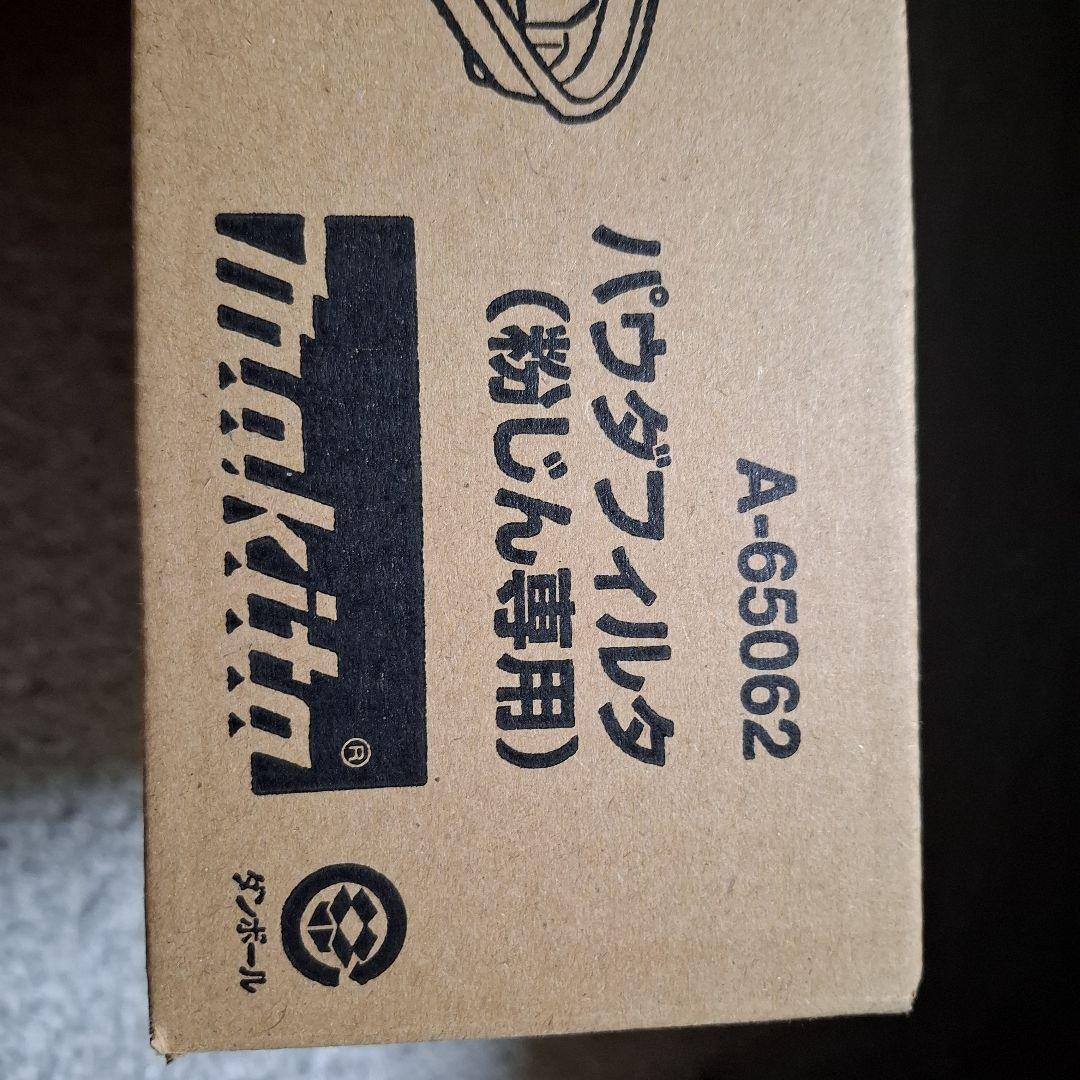 A-65062
パウダフィルタ
(粉じん専用)
makita®
ダンボール